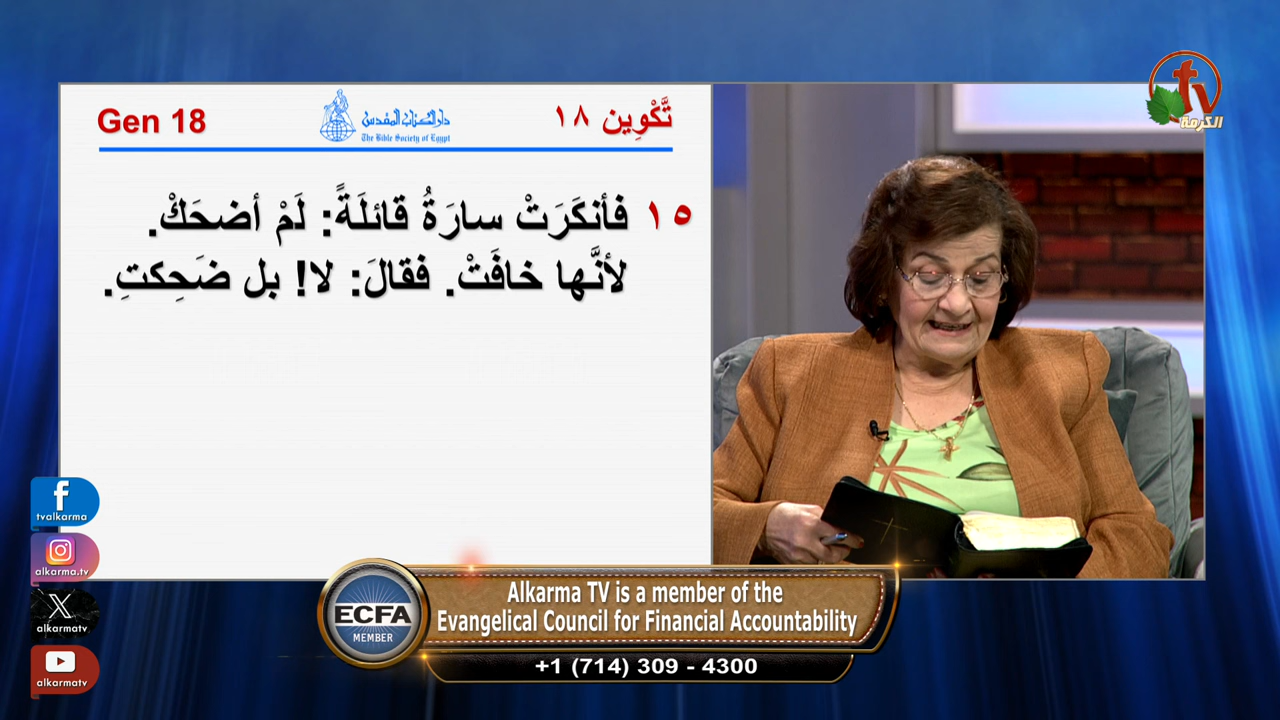 Gen 18
دار الكتاب المقدس
The Bible Society of Egypt
تَّكْوِين ١٨
١٥ فأنكَرَتْ سارَةُ قائلَةً: لَمْ أضحَكْ.
لأنَّها خافَتْ. فقالَ: لا! بل ضَحِكتِ.
tv
الكرمة
tvalkarma
alkarma.tv
alkarmatv
alkarmatv
ECFA
MEMBER
Alkarma TV is a member of the
Evangelical Council for Financial Accountability
+1 (714) 309 - 4300